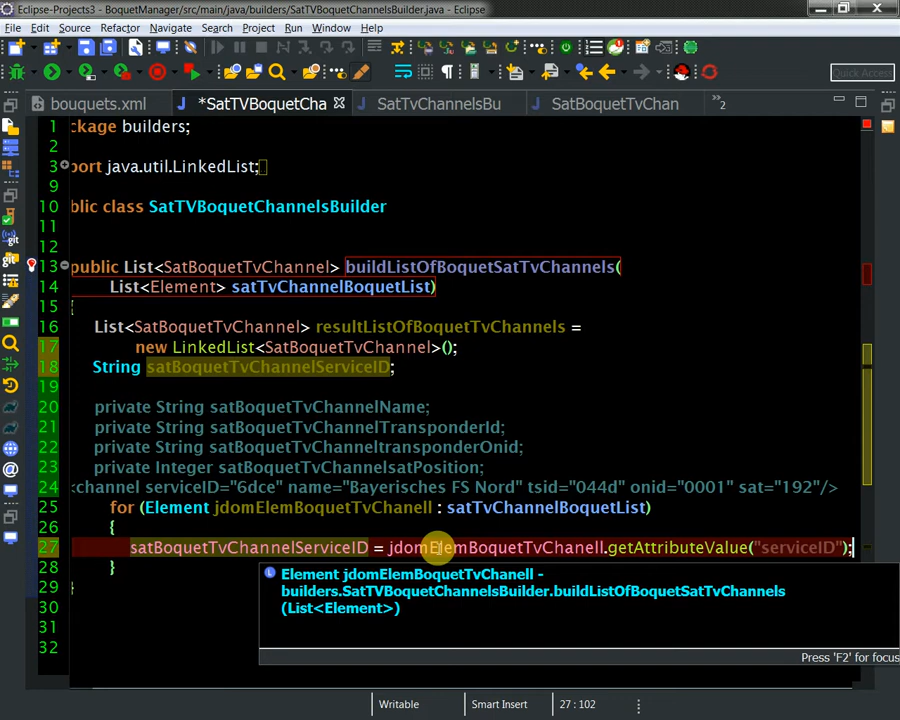 Eclipse-Projects3 - BoquetManager/src/main/java/builders/SatTVBoquetChannelsBuilder.java - Eclipse
File Edit Source Refactor Navigate Search Project Run Window Help
Quick Access
bouquets.xml *SatTVBoquetCha SatTvChannelsBu BoquetTvChan »2
1 ckage builders;
2
3 port java.util.LinkedList;
9
10 blic class SatTVBoquetChannelsBuilder
11
12
13 public List<SatBoquetTvChannel> buildListOfBoquetSatTvChannels(
14 List<Element> satTvChannelBoquetList)
15 {
16 List<SatBoquetTvChannel> resultListOfBoquetTvChannels =
17 new LinkedList<SatBoquetTvChannel>();
18 String satBoquetTvChannelServiceID;
19
20 private String satBoquetTvChannelName;
21 private String satBoquetTvChannelTransponderId;
22 private String satBoquetTvChanneltransponderOnid;
23 private Integer satBoquetTvChannelsatPosition;
24 <channel serviceID="6dce" name="Bayerisches FS Nord" tsid="044d" onid="0001" sat="192"/>
25 for (Element jdomElemBoquetTvChanell : satTvChannelBoquetList)
26 {
27 satBoquetTvChannelServiceID = jdomElemBoquetTvChanell.getAttributeValue("serviceID");
28 }
29 }
30
31
32
Element jdomElemBoquetTvChanell -
builders.SatTVBoquetChannelsBuilder.buildListOfBoquetSatTvChannels
(List<Element>)
Press 'F2' for focus
Writable Smart Insert 27 : 102